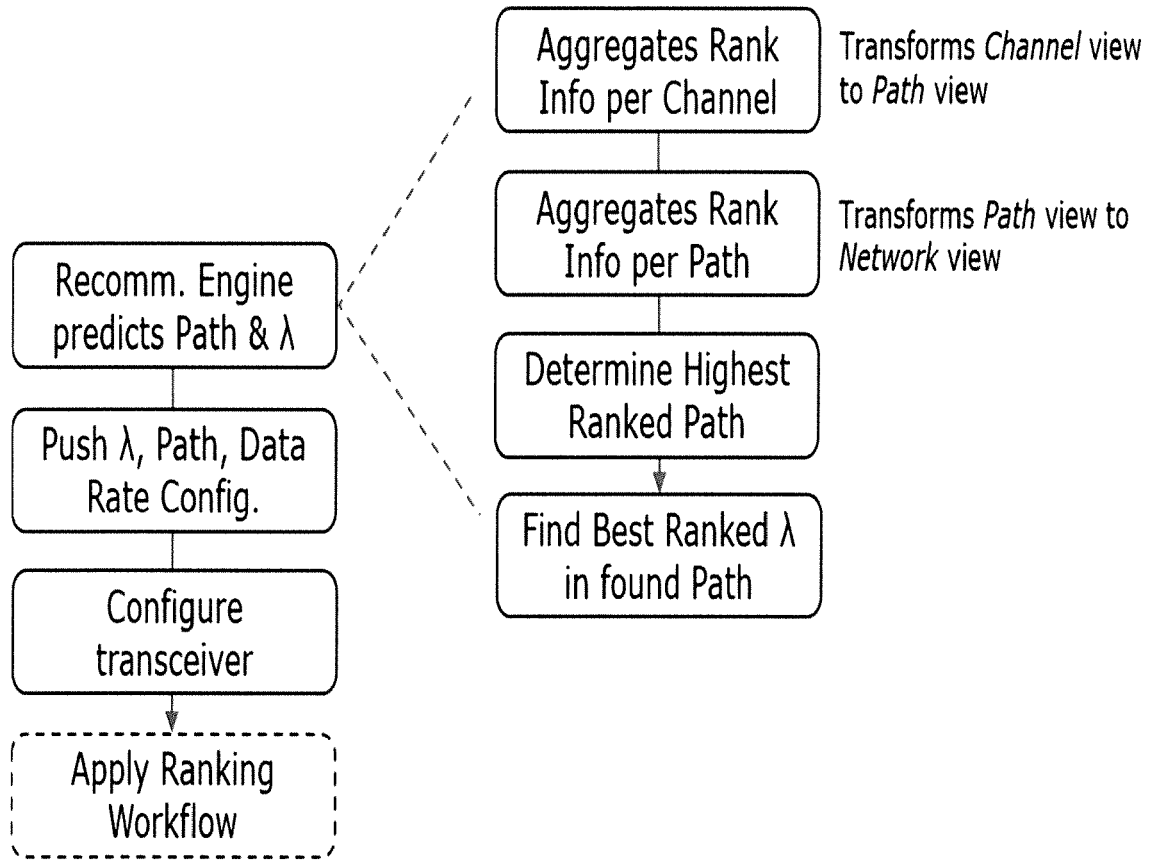 Recomm. Engine
predicts Path & λ
Push λ, Path, Data
Rate Config.
Configure
transceiver
Apply Ranking
Workflow
Aggregates Rank
Info per Channel
Transforms Channel view
to Path view
Aggregates Rank
Info per Path
Transforms Path view to
Network view
Determine Highest
Ranked Path
Find Best Ranked λ
in found Path